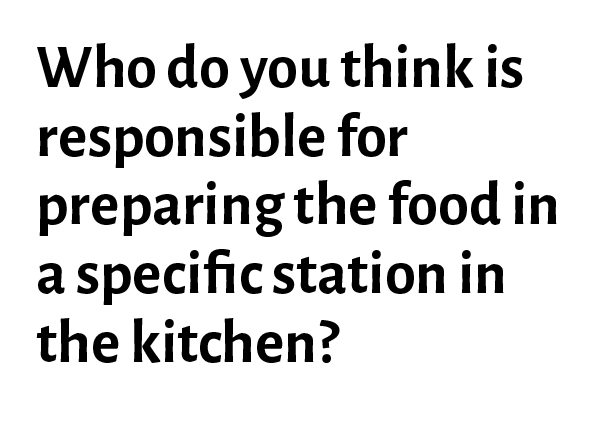 Who do you think is
responsible for
preparing the food in
a specific station in
the kitchen?